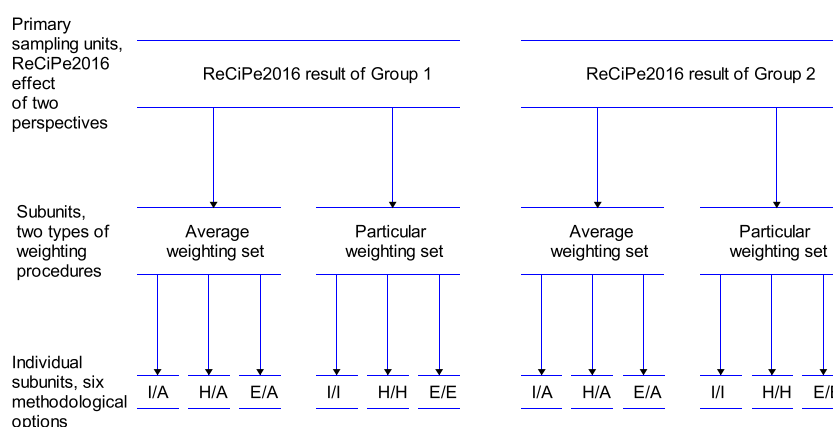 Primary
sampling units,
ReCiPe2016
effect
of two
perspectives
ReCiPe2016 result of Group 1
ReCiPe2016 result of Group 2
Subunits,
two types of
weighting
procedures
Average
weighting set
Particular
weighting set
Average
weighting set
Particular
weighting set
Individual
subunits, six
methodological
options
I/A
H/A
E/A
I/I
H/H
E/E
I/A
H/A
E/A
I/I
H/H